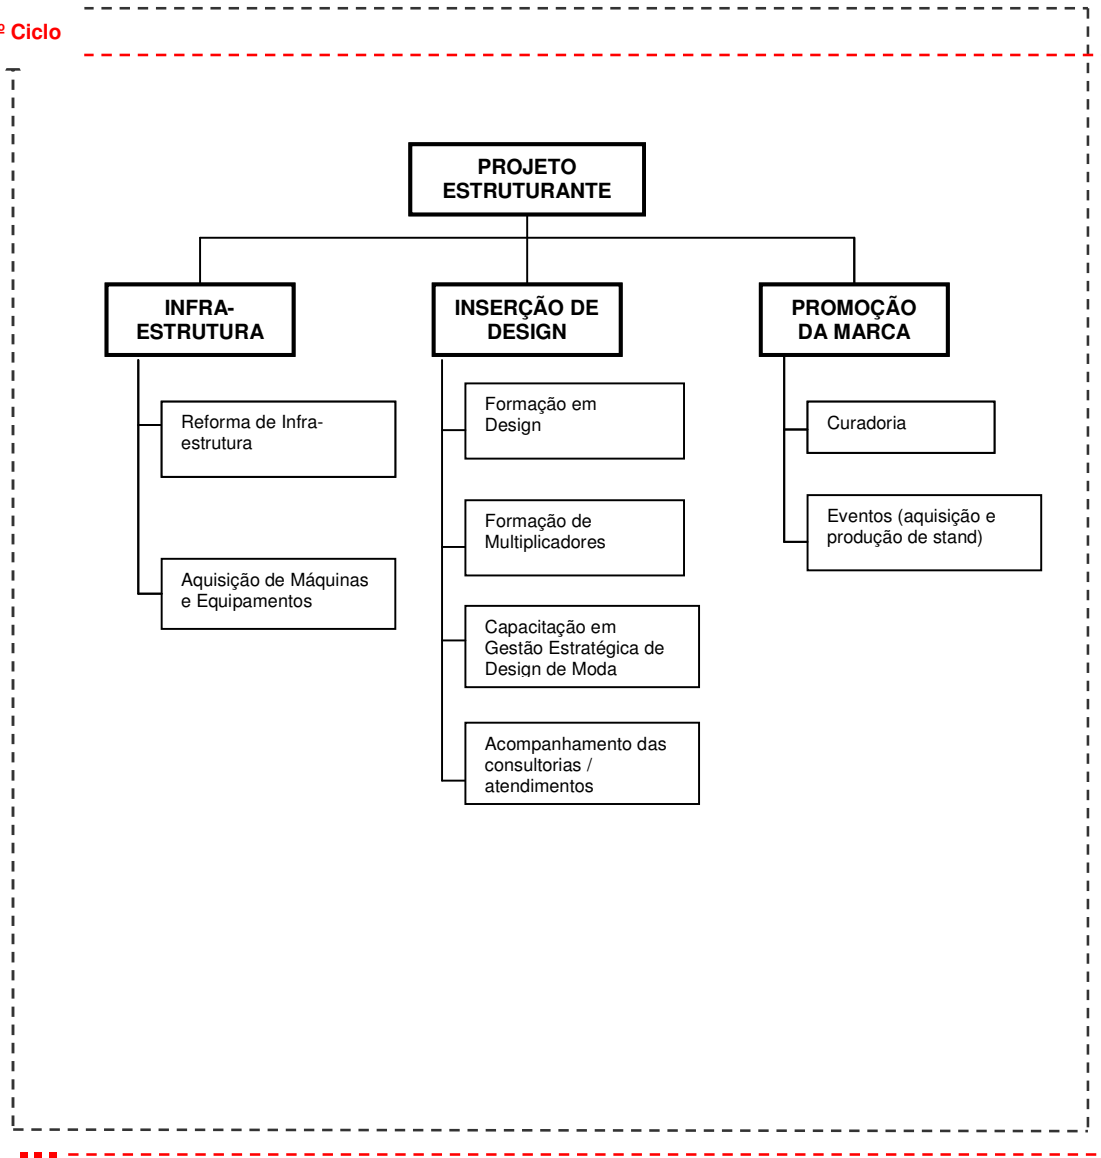 º Ciclo
PROJETO
ESTRUTURANTE
INFRA-
ESTRUTURA
INSERÇÃO DE
DESIGN
PROMOÇÃO
DA MARCA
Reforma de Infra-
estrutura
Aquisição de Máquinas
e Equipamentos
Formação em
Design
Formação de
Multiplicadores
Capacitação em
Gestão Estratégica de
Design de Moda
Acompanhamento das
consultorias /
atendimentos
Curadoria
Eventos (aquisição e
produção de stand)